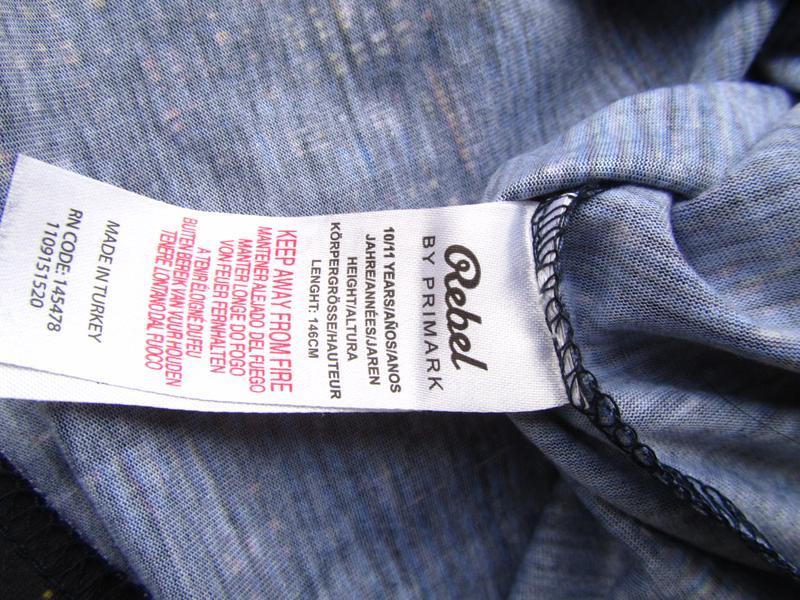 Rebel
BY PRIMARK
10/11 YEARS/AÑOS/ANOS
JAHRE/ANNÉES/JAREN
HEIGHT/ALTURA
KÖRPERGRÖSSE/HAUTEUR
LENGHT: 146CM
KEEP AWAY FROM FIRE
MANTENER ALEJADO DEL FUEGO
MANTER LONGE DO FOGO
VON FEUER FERNHALTEN
A TENIR ELOIGNÉ DU FEU
BUITEN BEREIK VAN VUUR HOUDEN
TENERE LONTANO DAL FUOCO
MADE IN TURKEY
RN CODE: 145478
1109151520